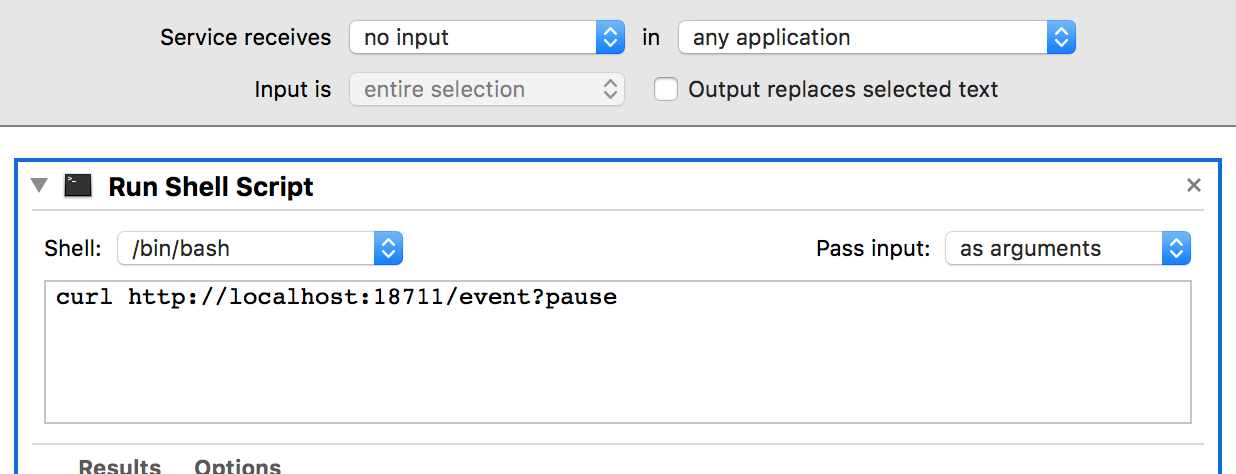 Service receives no input in any application
Input is entire selection Output replaces selected text
>_ Run Shell Script
Shell: /bin/bash Pass input: as arguments
curl http://localhost:18711/event?pause
Results Options